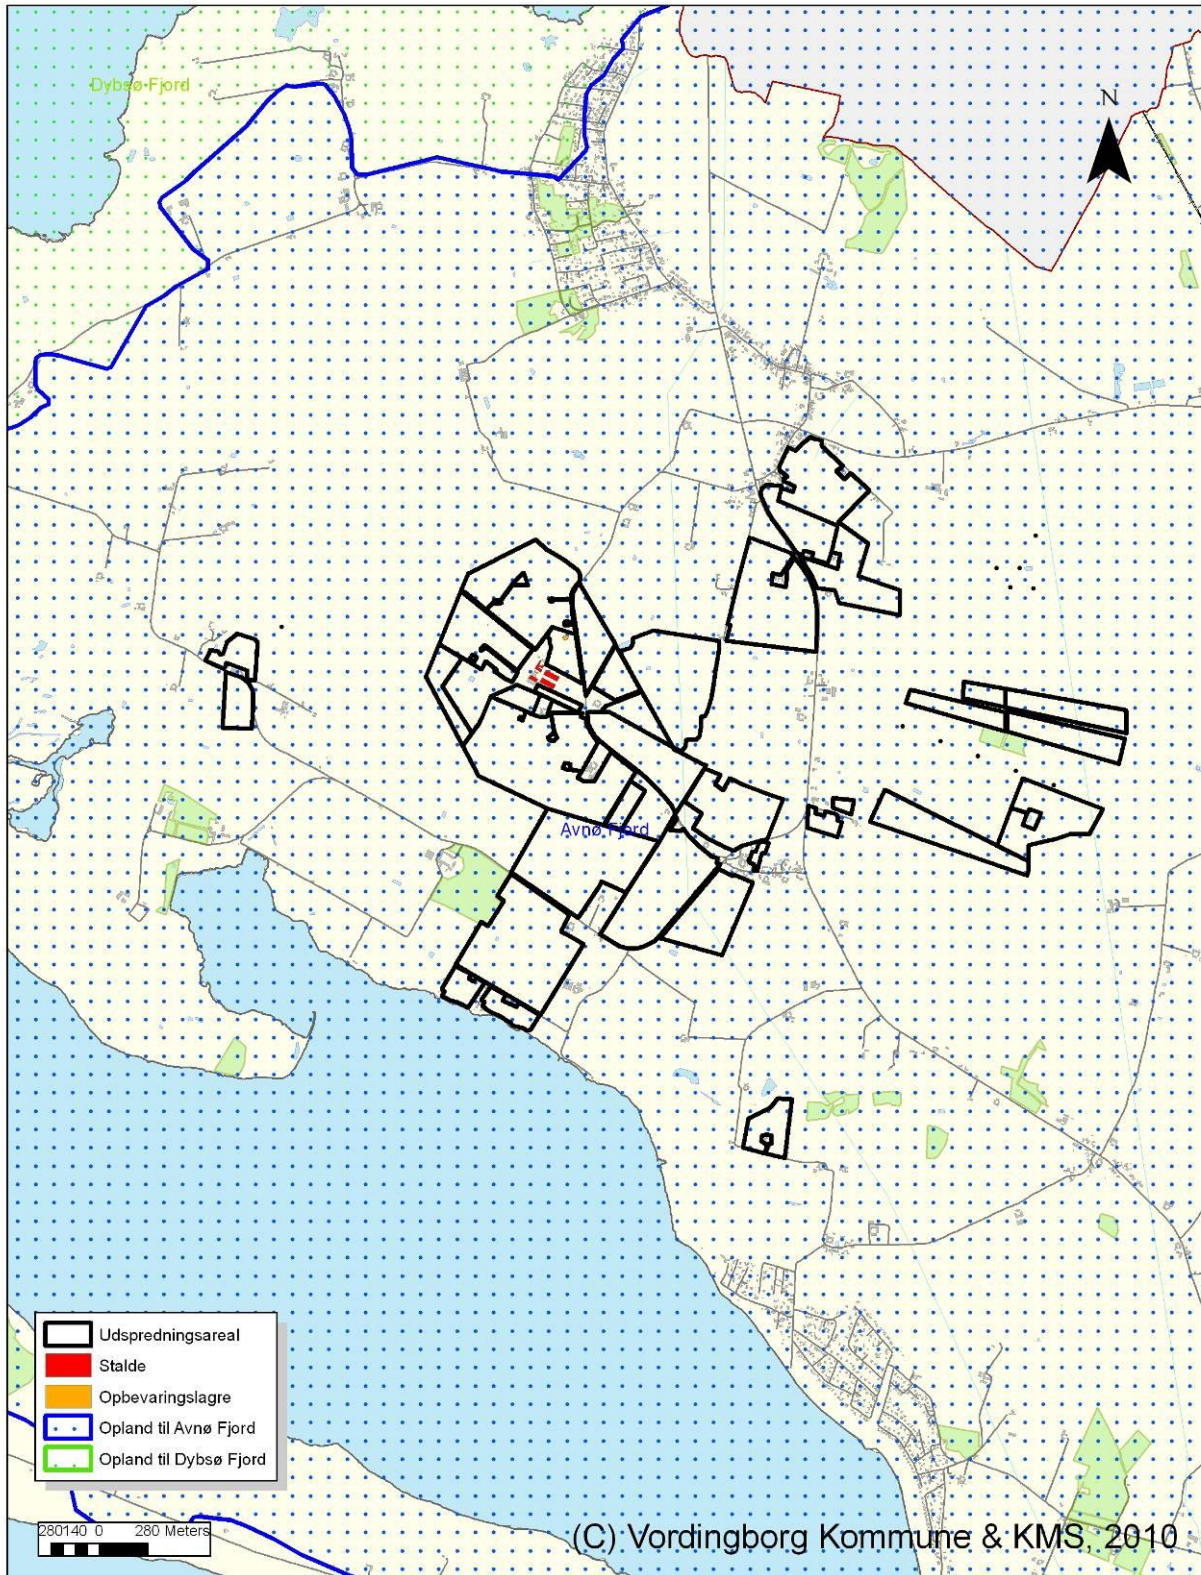 Dybsø Fjord
N
Avnø Fjord
Udspredningsareal
Stalde
Opbevaringslagre
Opland til Avnø Fjord
Opland til Dybsø Fjord
280140 0 280 Meters
(C) Vordingborg Kommune & KMS, 2010